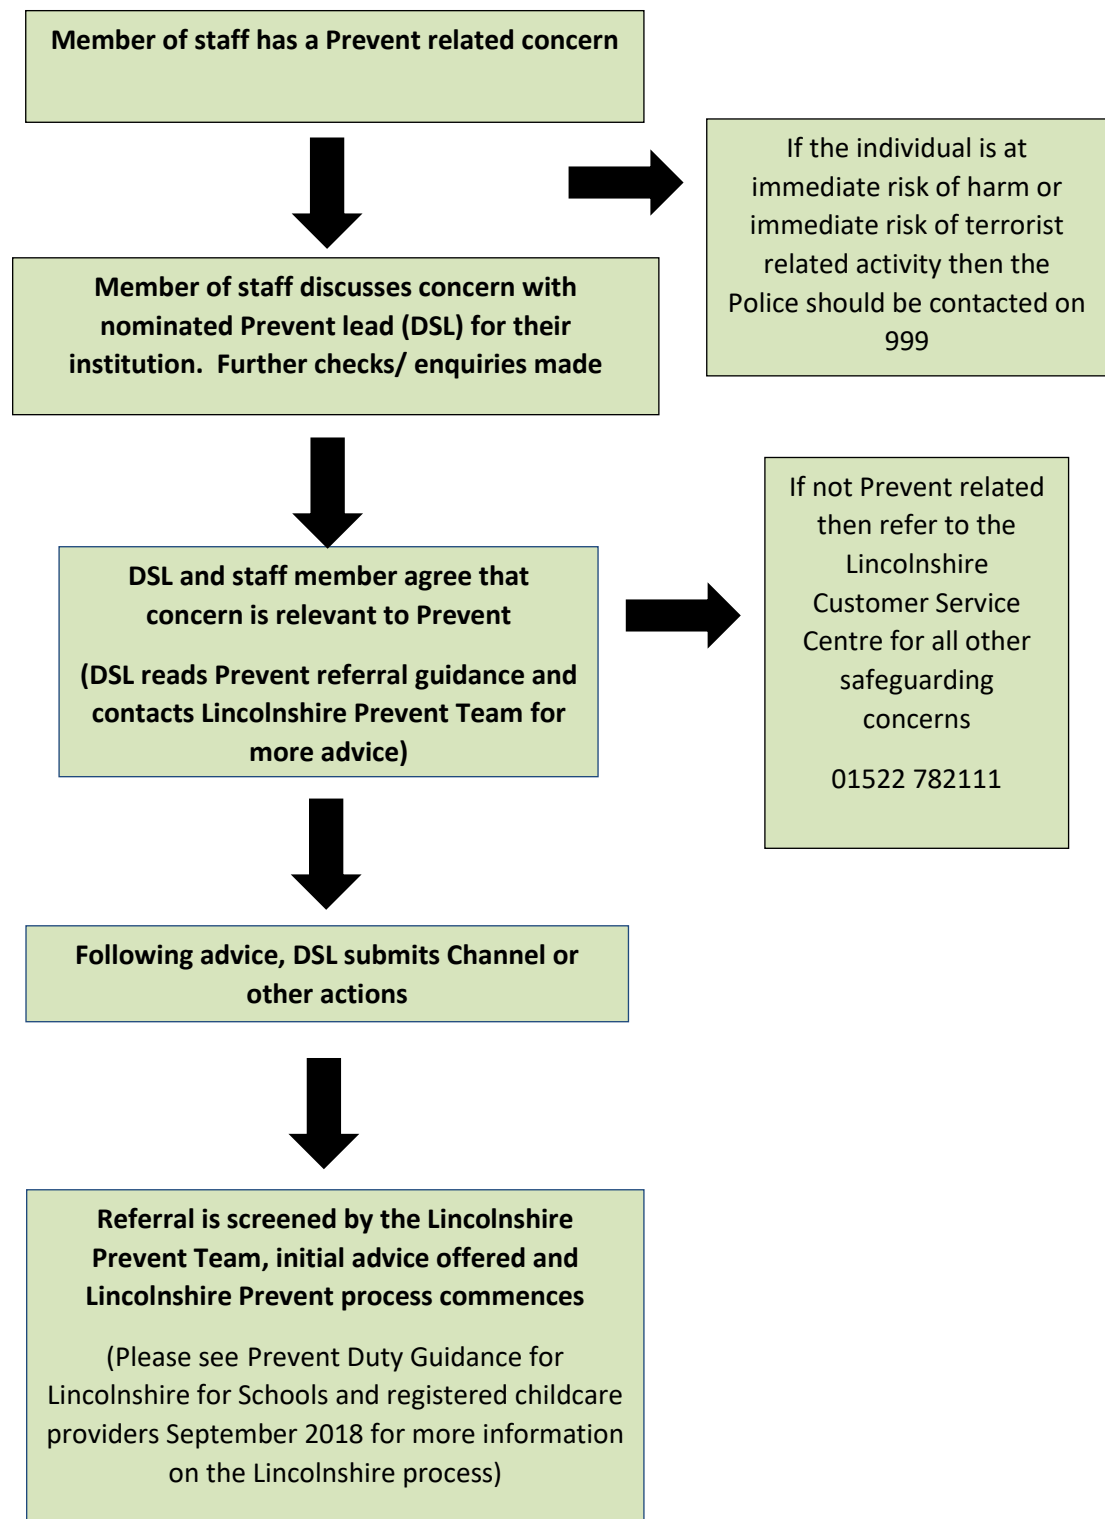 Member of staff has a Prevent related concern
If the individual is at
immediate risk of harm or
immediate risk of terrorist
related activity then the
Police should be contacted on
999
Member of staff discusses concern with
nominated Prevent lead (DSL) for their
institution.  Further checks/ enquiries made
If not Prevent related
then refer to the
Lincolnshire
Customer Service
Centre for all other
safeguarding
concerns
01522 782111
DSL and staff member agree that
concern is relevant to Prevent
(DSL reads Prevent referral guidance and
contacts Lincolnshire Prevent Team for
more advice)
Following advice, DSL submits Channel or
other actions
Referral is screened by the Lincolnshire
Prevent Team, initial advice offered and
Lincolnshire Prevent process commences
(Please see Prevent Duty Guidance for
Lincolnshire for Schools and registered childcare
providers September 2018 for more information
on the Lincolnshire process)